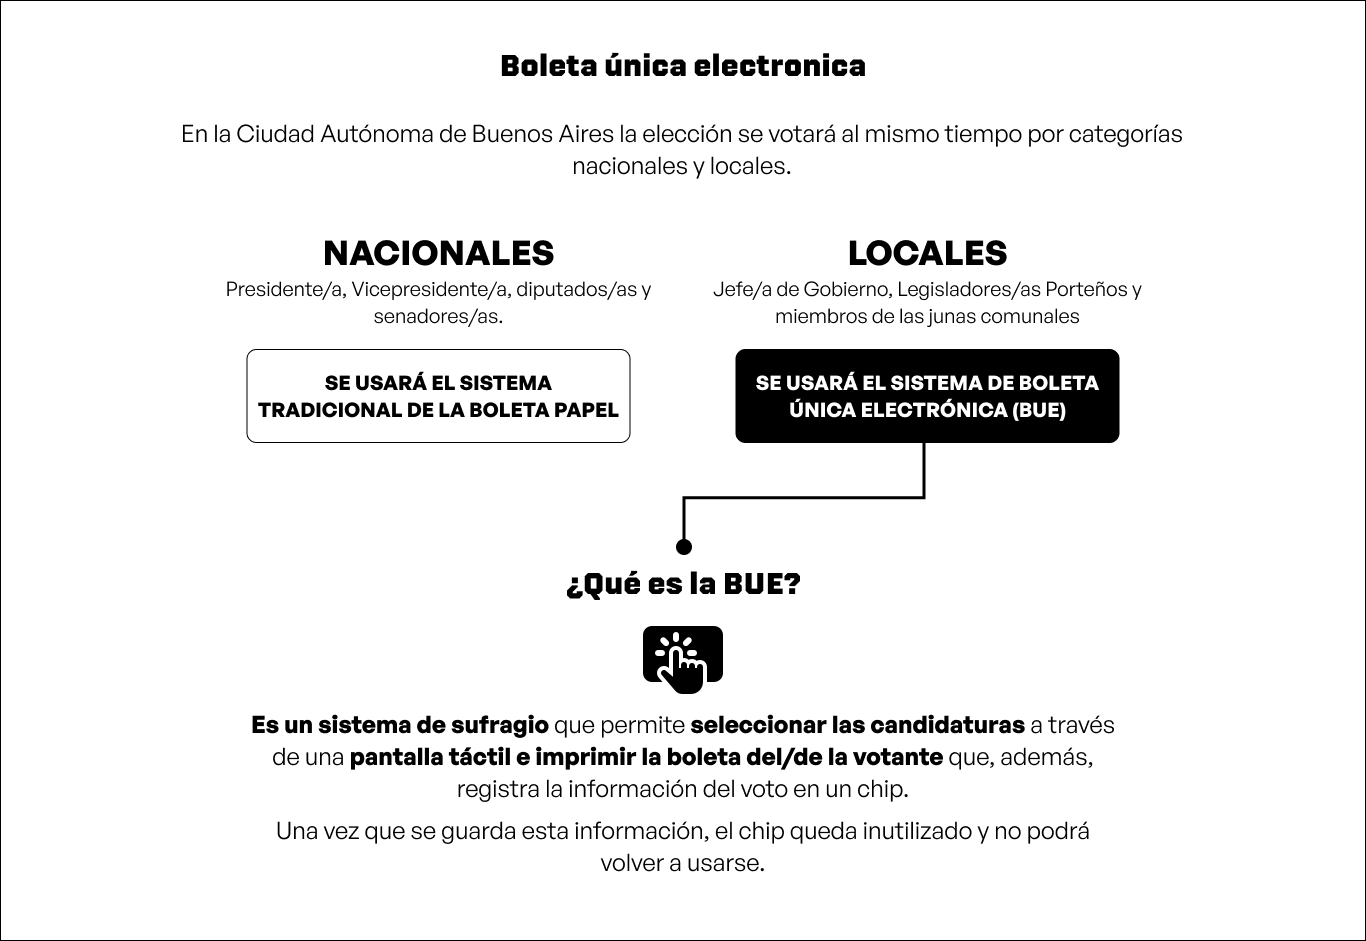 Boleta única electronica
En la Ciudad Autónoma de Buenos Aires la elección se votará al mismo tiempo por categorías
nacionales y locales.
NACIONALES
Presidente/a, Vicepresidente/a, diputados/as y
senadores/as.
SE USARÁ EL SISTEMA
TRADICIONAL DE LA BOLETA PAPEL
LOCALES
Jefe/a de Gobierno, Legisladores/as Porteños y
miembros de las junas comunales
SE USARÁ EL SISTEMA DE BOLETA
ÚNICA ELECTRÓNICA (BUE)
¿Qué es la BUE?
Es un sistema de sufragio que permite seleccionar las candidaturas a través
de una pantalla táctil e imprimir la boleta del/de la votante que, además,
registra la información del voto en un chip.
Una vez que se guarda esta información, el chip queda inutilizado y no podrá
volver a usarse.